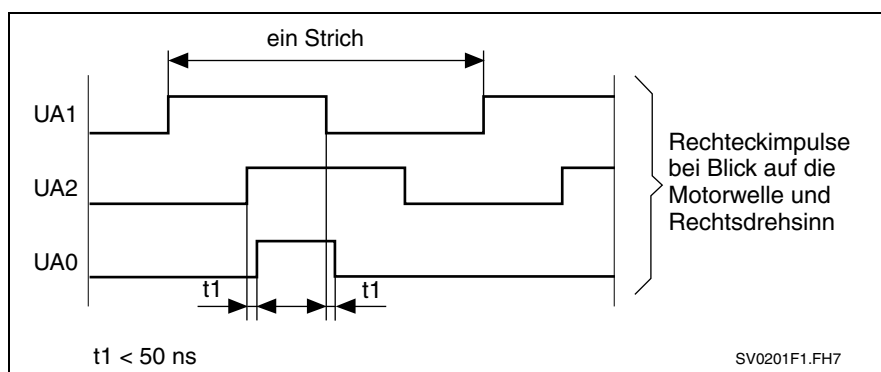 ein Strich
UA1
UA2
UA0
t1
t1
Rechteckimpulse
bei Blick auf die
Motorwelle und
Rechtsdrehsinn
t1 < 50 ns
SV0201F1.FH7